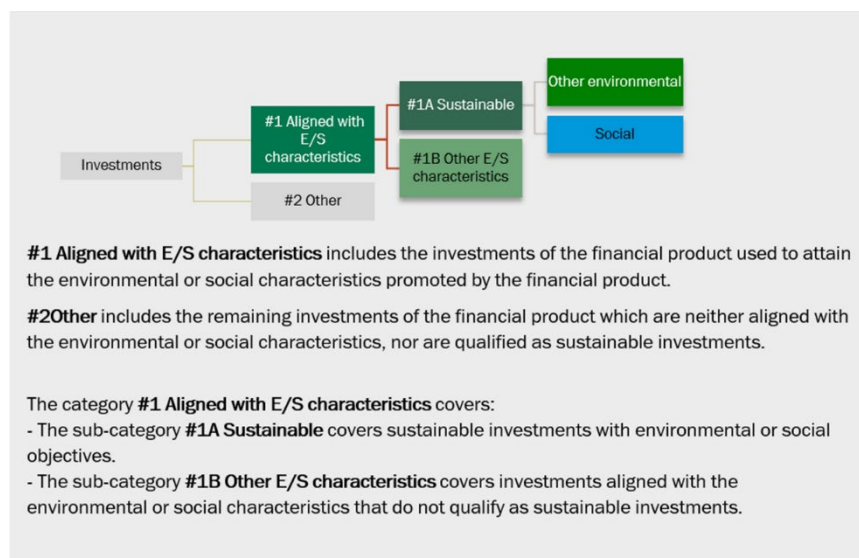 Other environmental
#1A Sustainable
#1 Aligned with
E/S
characteristics
Social
#1B Other E/S
characteristics
Investments
#2 Other
#1 Aligned with E/S characteristics includes the investments of the financial product used to attain
the environmental or social characteristics promoted by the financial product.
#2Other includes the remaining investments of the financial product which are neither aligned with
the environmental or social characteristics, nor are qualified as sustainable investments.
The category #1 Aligned with E/S characteristics covers:
- The sub-category #1A Sustainable covers sustainable investments with environmental or social
objectives.
- The sub-category #1B Other E/S characteristics covers investments aligned with the
environmental or social characteristics that do not qualify as sustainable investments.